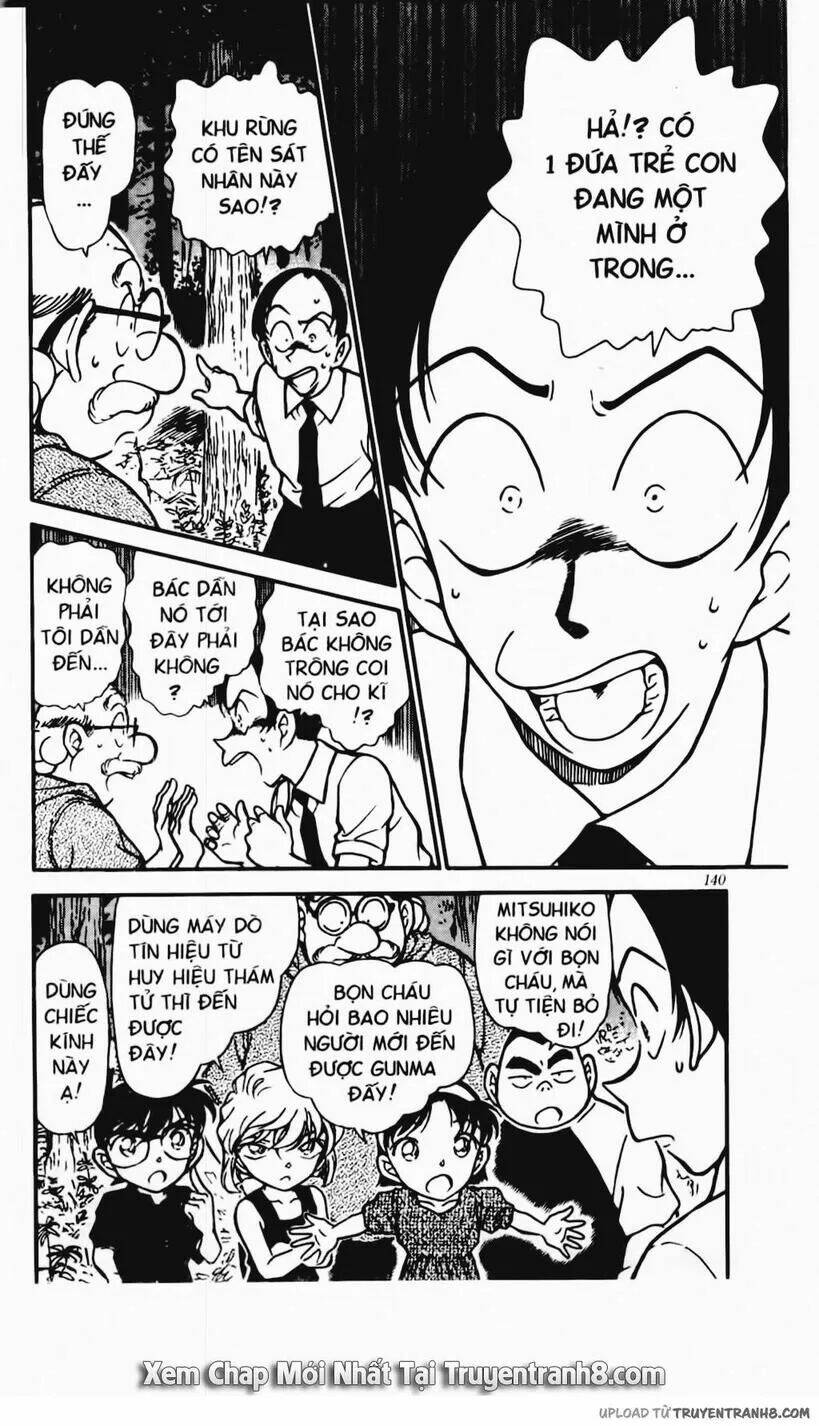 HẢ!? CÓ
1 ĐỨA TRẺ CON
ĐANG MỘT
MÌNH Ở
TRONG...
KHU RỪNG
CÓ TÊN SÁT
NHÂN NÀY
SAO!?
ĐÚNG
THẾ
ĐẤY
...
TẠI SAO
BÁC KHÔNG
TRÔNG COI
NÓ CHO KĨ
!?
BÁC DẪN
NÓ TỚI
ĐÂY PHẢI
KHÔNG
?
KHÔNG
PHẢI
TÔI DẪN
ĐẾN...
140
MITSUHIKO
KHÔNG NÓI
GÌ VỚI BỌN
CHÁU, MÀ
TỰ TIỆN BỎ
ĐI!
BỌN CHÁU
HỎI BAO NHIÊU
NGƯỜI MỚI ĐẾN
ĐƯỢC GUNMA
ĐẤY!
DÙNG MÁY DÒ
TÍN HIỆU TỪ
HUY HIỆU THÁM
TỬ THÌ ĐẾN
ĐƯỢC
ĐÂY!
DÙNG
CHIẾC
KÍNH
NÀY
Ạ!
Xem Chap Mới Nhất Tại Truyentranh8.com
UPLOAD TỪ TRUYENTRANH8.COM